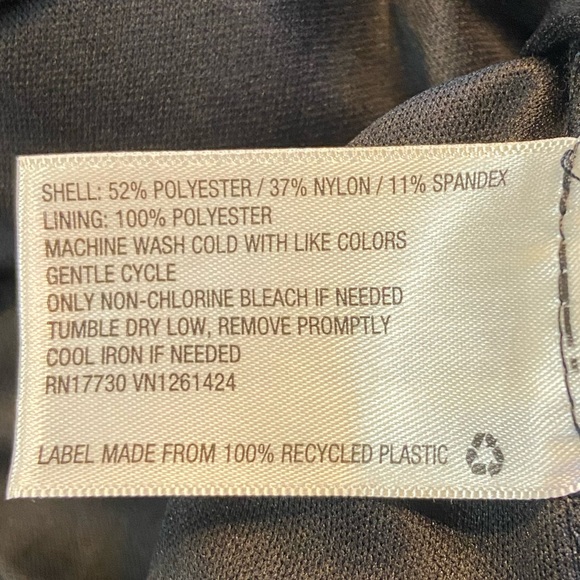 SHELL: 52% POLYESTER / 37% NYLON / 11% SPANDEX
LINING: 100% POLYESTER
MACHINE WASH COLD WITH LIKE COLORS
GENTLE CYCLE
ONLY NON-CHLORINE BLEACH IF NEEDED
TUMBLE DRY LOW, REMOVE PROMPTLY
COOL IRON IF NEEDED
RN17730 VN1261424
LABEL MADE FROM 100% RECYCLED PLASTIC